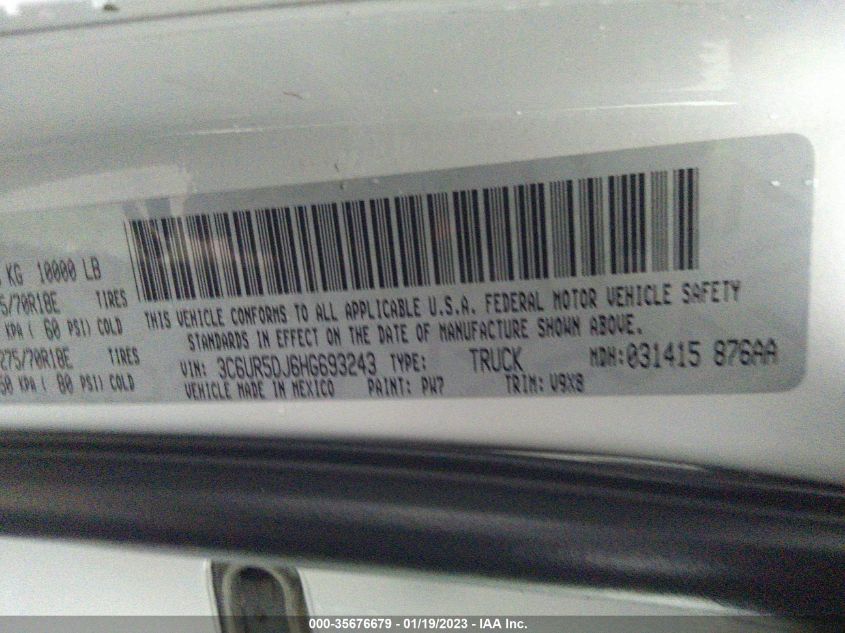 KG 10000 LB
/70R18E TIRES
KPA ( 60 PSI) COLD
275/70R18E TIRES
KPA ( 80 PSI) COLD
THIS VEHICLE CONFORMS TO ALL APPLICABLE U.S.A. FEDERAL MOTOR VEHICLE SAFETY
STANDARDS IN EFFECT ON THE DATE OF MANUFACTURE SHOWN ABOVE.
VIN: 3C6UR5DJ6HG693243 TYPE: TRUCK MDH:031415 876AA
VEHICLE MADE IN MEXICO PAINT: PW7 TRIM: V9X8
000-35676679 - 01/19/2023 - IAA Inc.